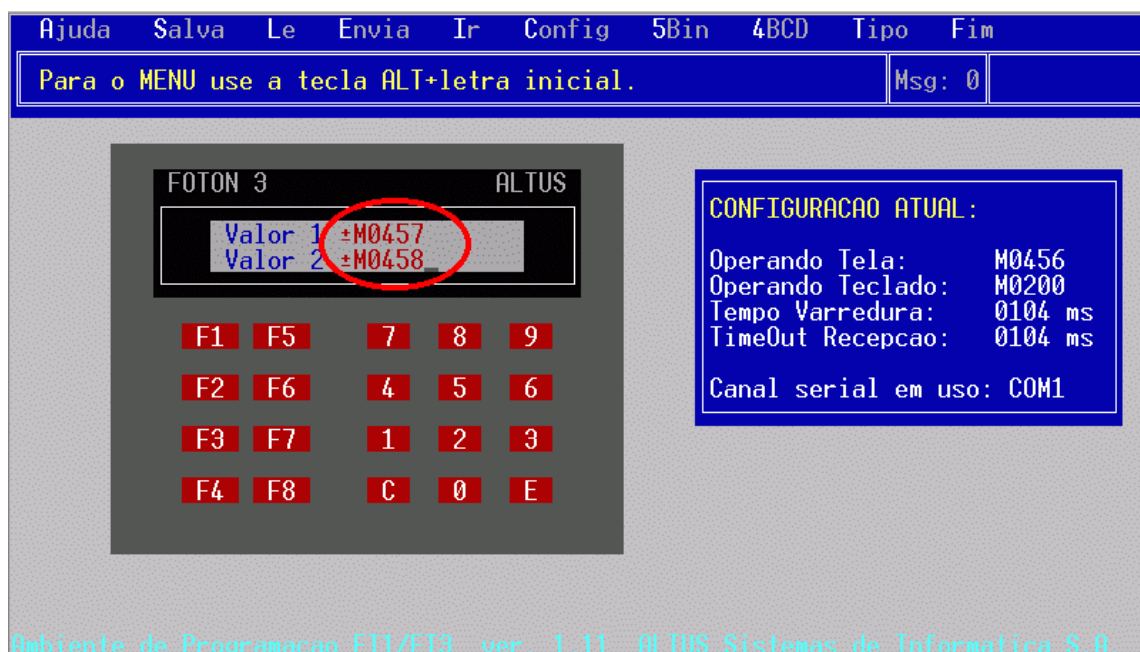 Ajuda Salva Le Envia Ir Config 5Bin 4BCD Tipo Fim
Para o MENU use a tecla ALT+letra inicial. Msg: 0
FOTON 3 ALTUS
Valor 1 ±M0457
Valor 2 ±M0458_
F1 F5 7 8 9
F2 F6 4 5 6
F3 F7 1 2 3
F4 F8 C 0 E
CONFIGURACAO ATUAL:
Operando Tela: M0456
Operando Teclado: M0200
Tempo Varredura: 0104 ms
TimeOut Recepcao: 0104 ms
Canal serial em uso: COM1
Ambiente de Programacao FT1/FT3 ver. 1.11 ALTUS Sistemas de Informatica S.A.